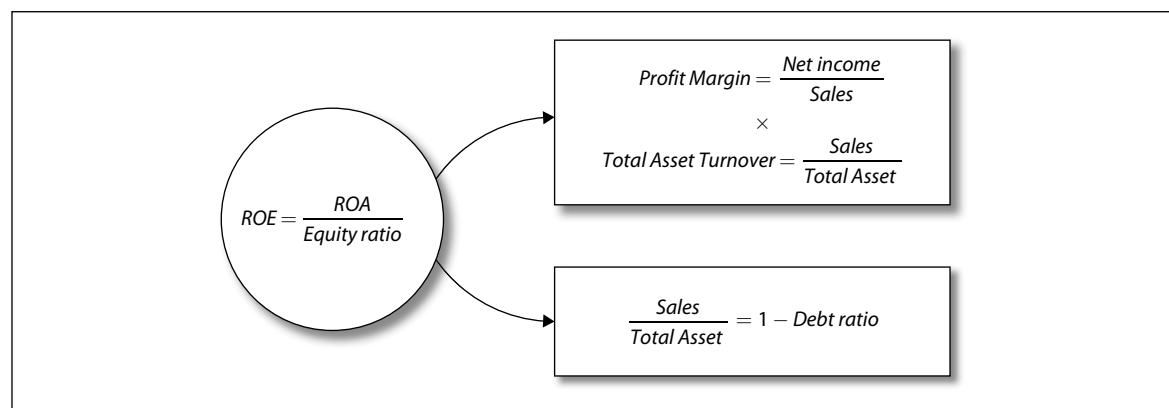 ROE = ROA / Equity ratio
Profit Margin = Net income / Sales
×
Total Asset Turnover = Sales / Total Asset
Sales / Total Asset = 1 − Debt ratio